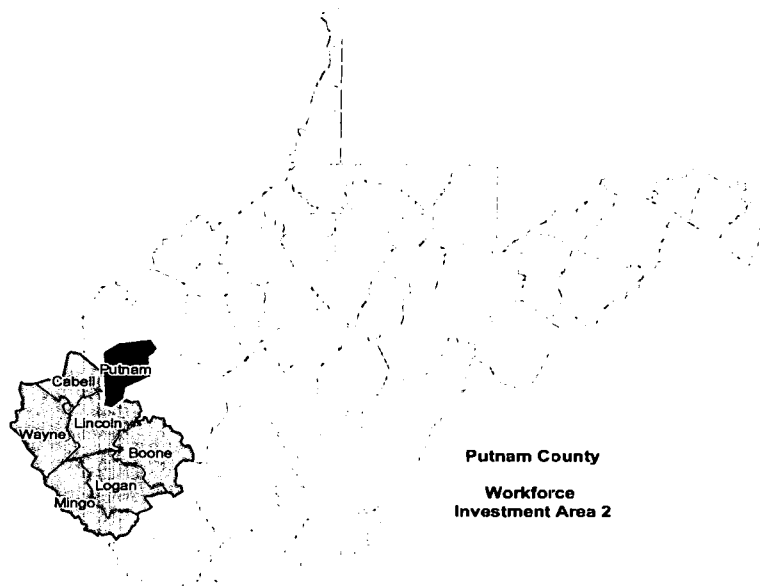 Putnam
Cabell
Lincoln
Wayne
Boone
Logan
Mingo
Putnam County
Workforce
Investment Area 2